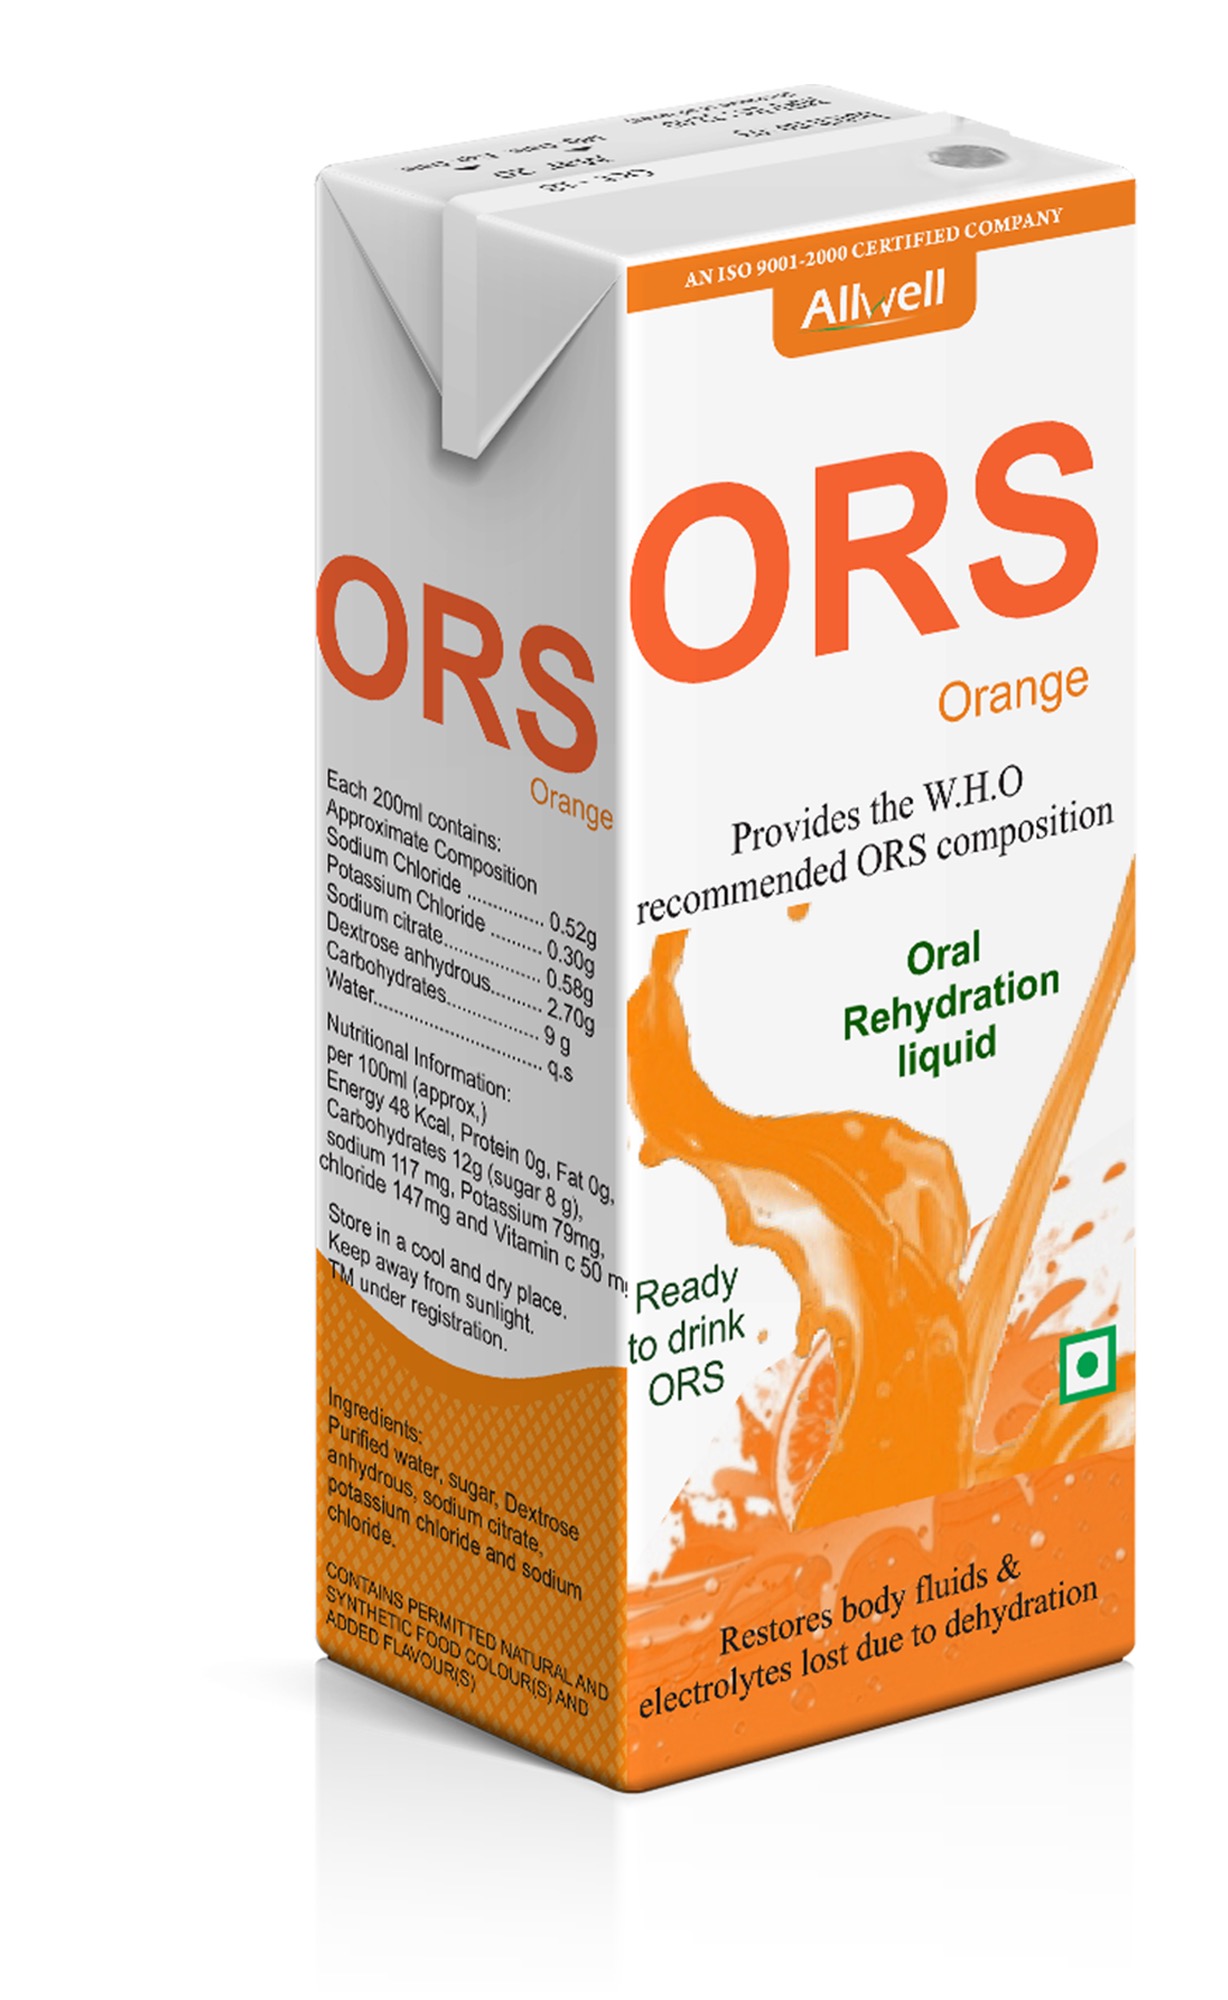 AN ISO 9001-2000 CERTIFIED COMPANY
Allwell
ORS
Orange
Provides the W.H.O
recommended ORS composition
Oral
Rehydration
liquid
Ready
to drink
ORS
Restores body fluids &
electrolytes lost due to dehydration
ORS
Orange
Each 200ml contains:
Approximate Composition
Sodium Chloride .............. 0.52g
Potassium Chloride ......... 0.30g
Sodium citrate.................. 0.58g
Dextrose anhydrous......... 2.70g
Carbohydrates................. 9 g
Water............................... q.s
Nutritional Information:
per 100ml (approx,)
Energy 48 Kcal, Protein 0g, Fat 0g,
Carbohydrates 12g (sugar 8 g),
sodium 117 mg, Potassium 79mg,
chloride 147mg and Vitamin c 50 mg
Store in a cool and dry place.
Keep away from sunlight.
TM under registration.
Ingredients:
Purified water, sugar, Dextrose
anhydrous, sodium citrate,
potassium chloride and sodium
chloride.
CONTAINS PERMITTED NATURAL AND
SYNTHETIC FOOD COLOUR(S) AND
ADDED FLAVOUR(S)